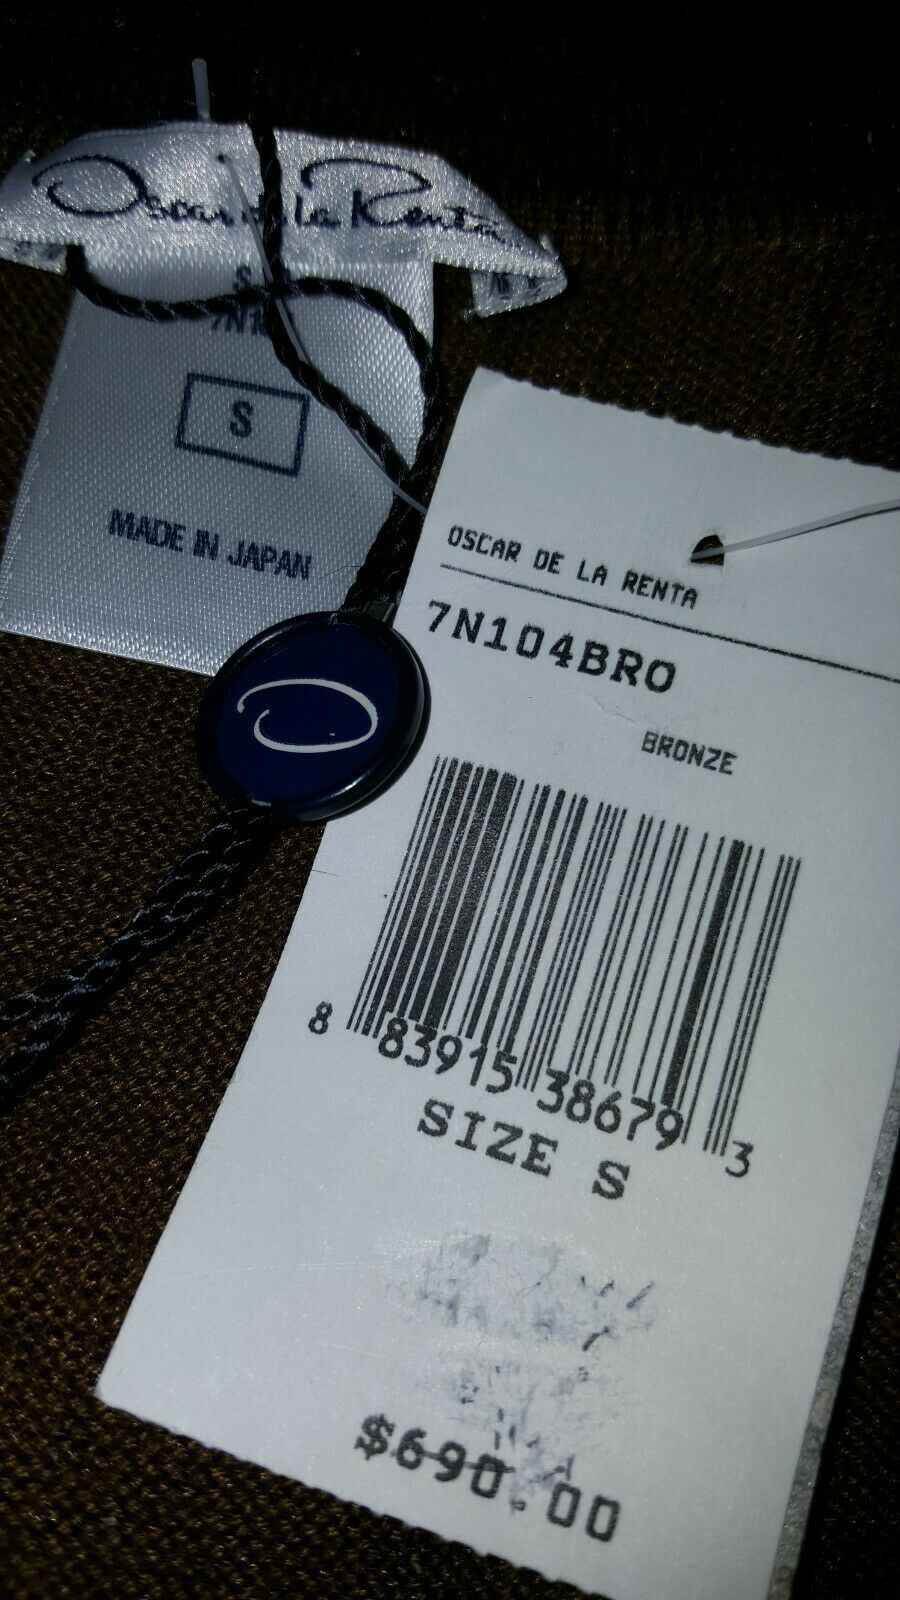 Oscar de la Renta
S
MADE IN JAPAN
OSCAR DE LA RENTA
7N104BRO
BRONZE
8 83915 38679 3
SIZE S
$690.00